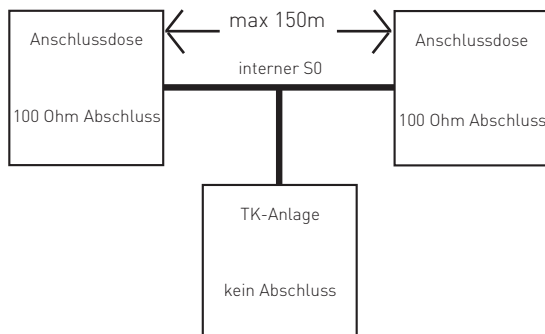 max 150m
Anschlussdose
100 Ohm Abschluss
interner S0
Anschlussdose
100 Ohm Abschluss
TK-Anlage
kein Abschluss